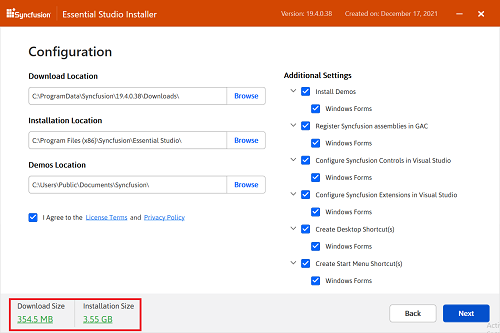 Syncfusion Essential Studio Installer Version: 19.4.0.38 Created on: December 17, 2021
Configuration
Download Location
C:\ProgramData\Syncfusion\19.4.0.38\Downloads\ Browse
Installation Location
C:\Program Files (x86)\Syncfusion\Essential Studio\ Browse
Demos Location
C:\Users\Public\Documents\Syncfusion\ Browse
I Agree to the License Terms and Privacy Policy
Additional Settings
Install Demos
Windows Forms
Register Syncfusion assemblies in GAC
Windows Forms
Configure Syncfusion Controls in Visual Studio
Windows Forms
Configure Syncfusion Extensions in Visual Studio
Windows Forms
Create Desktop Shortcut(s)
Windows Forms
Create Start Menu Shortcut(s)
Windows Forms
Download Size Installation Size
354.5 MB 3.55 GB
Back Next